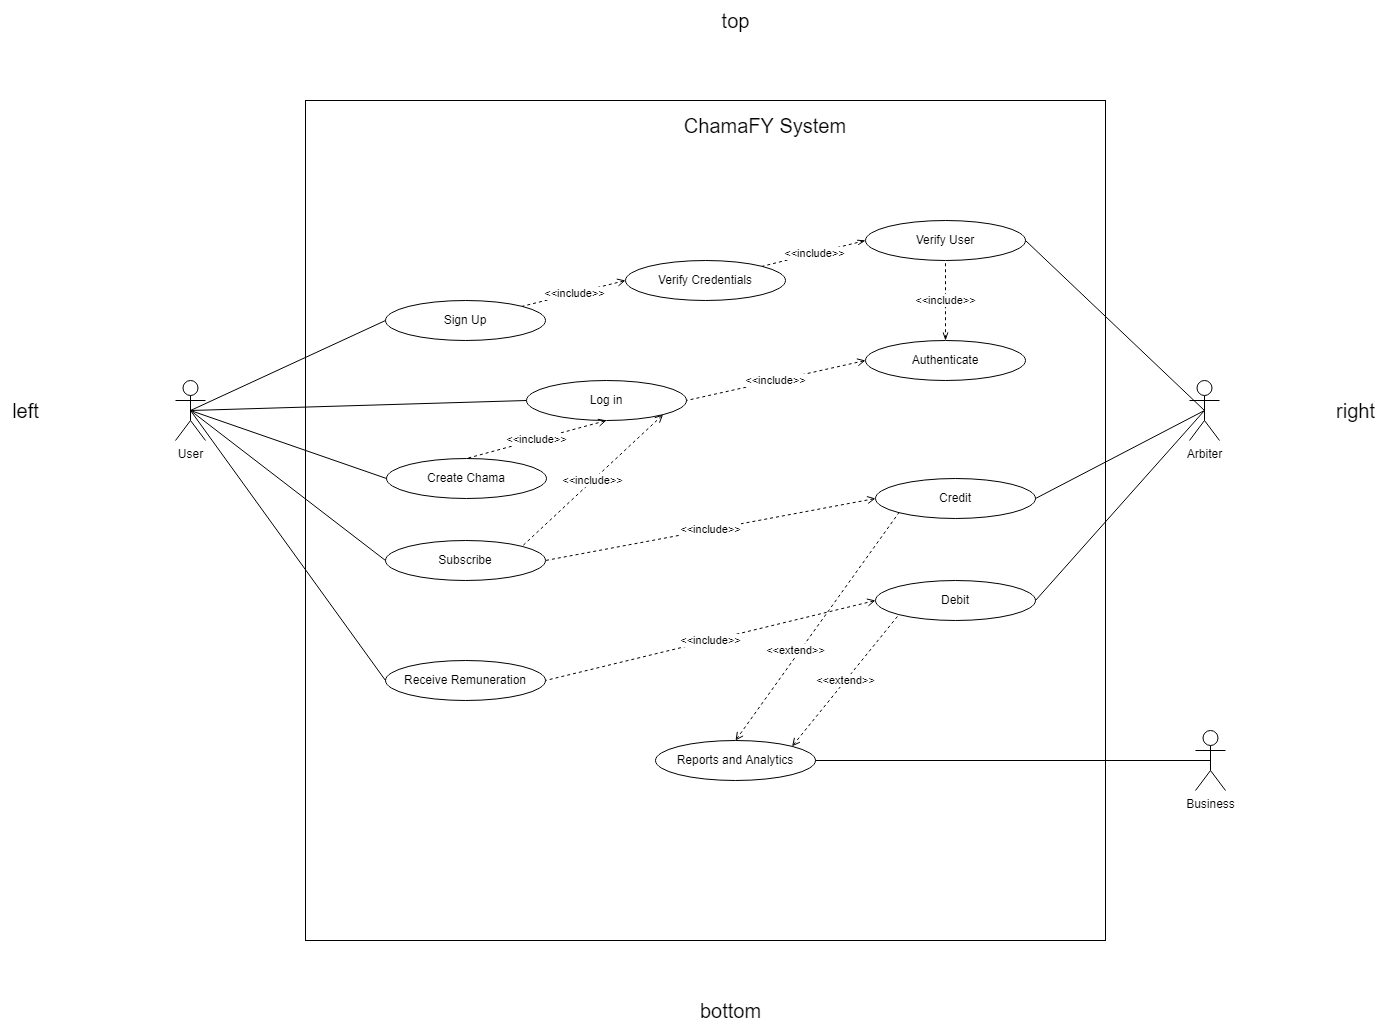 top
ChamaFY System
Verify User
<<include>>
Verify Credentials
<<include>>
<<include>>
Sign Up
Authenticate
<<include>>
Log in
left
right
<<include>>
User
Arbiter
Create Chama
<<include>>
Credit
<<include>>
Subscribe
Debit
<<include>>
<<extend>>
Receive Remuneration
<<extend>>
Reports and Analytics
Business
bottom